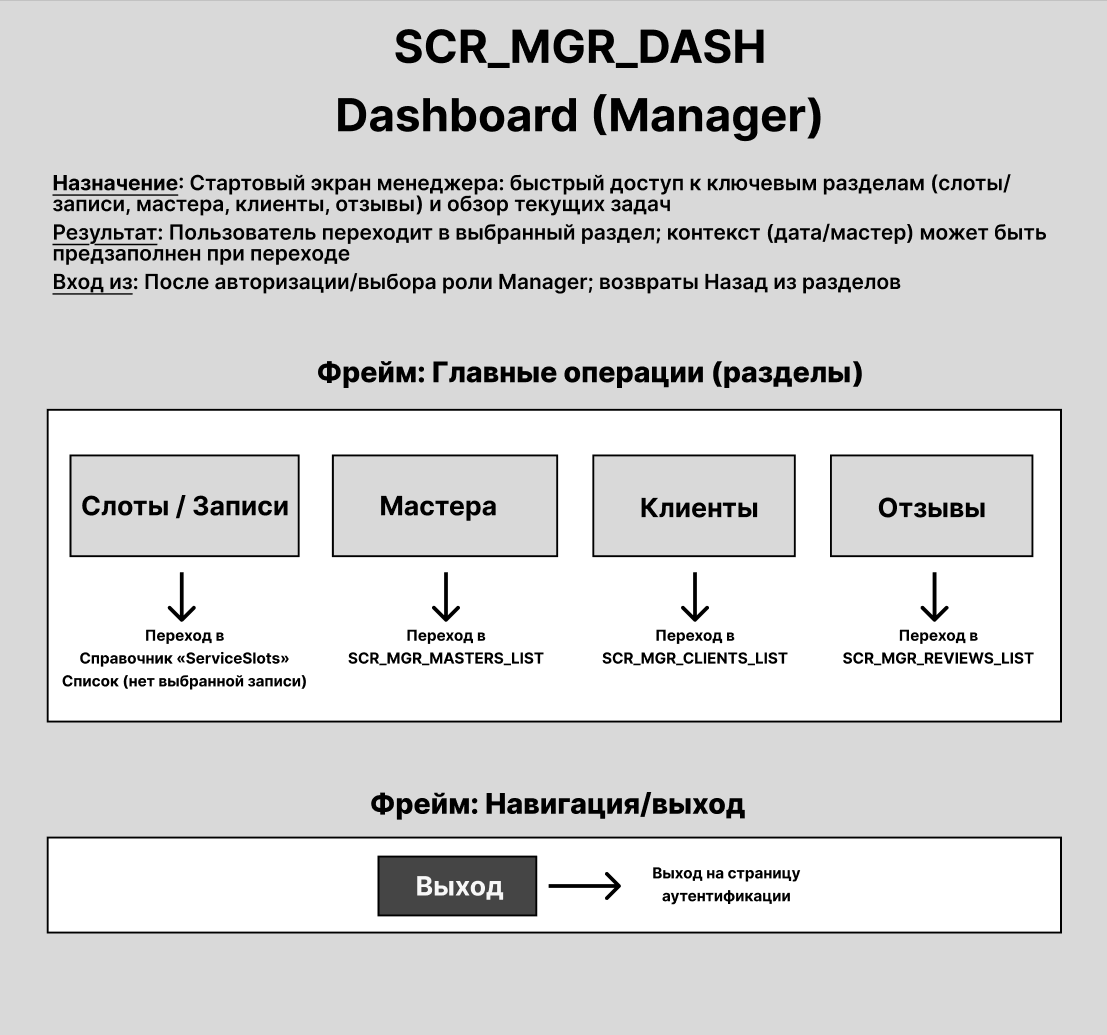 SCR_MGR_DASH
Dashboard (Manager)
Назначение: Стартовый экран менеджера: быстрый доступ к ключевым разделам (слоты/
записи, мастера, клиенты, отзывы) и обзор текущих задач
Результат: Пользователь переходит в выбранный раздел; контекст (дата/мастер) может быть
предзаполнен при переходе
Вход из: После авторизации/выбора роли Manager; возвраты Назад из разделов
Фрейм: Главные операции (разделы)
Слоты / Записи
Мастера
Клиенты
Отзывы
Переход в
Справочник «ServiceSlots»
Список (нет выбранной записи)
Переход в
SCR_MGR_MASTERS_LIST
Переход в
SCR_MGR_CLIENTS_LIST
Переход в
SCR_MGR_REVIEWS_LIST
Фрейм: Навигация/выход
Выход
Выход на страницу
аутентификации